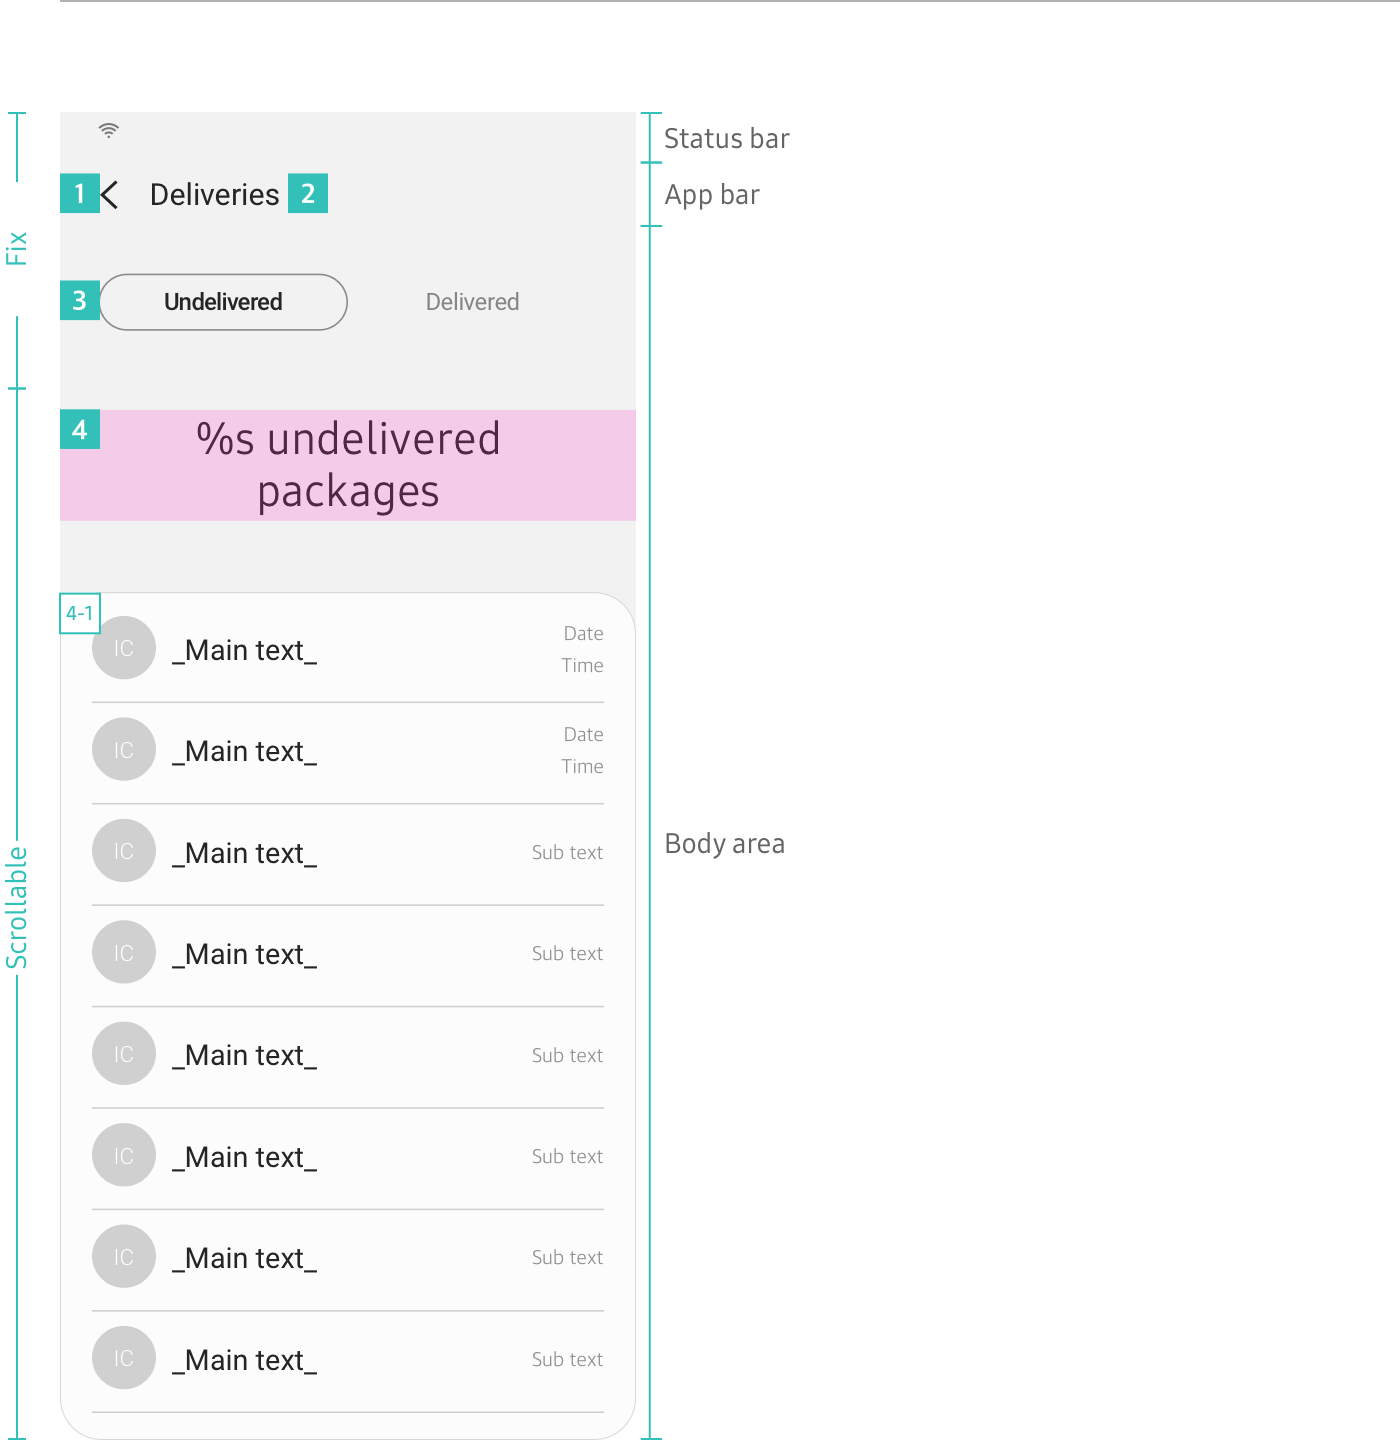 Status bar
1
Deliveries
2
App bar
Fix
3
Undelivered
Delivered
4
%s undelivered
packages
4-1
IC
_Main text_
Date
Time
IC
_Main text_
Date
Time
IC
_Main text_
Sub text
Body area
Scrollable
IC
_Main text_
Sub text
IC
_Main text_
Sub text
IC
_Main text_
Sub text
IC
_Main text_
Sub text
IC
_Main text_
Sub text